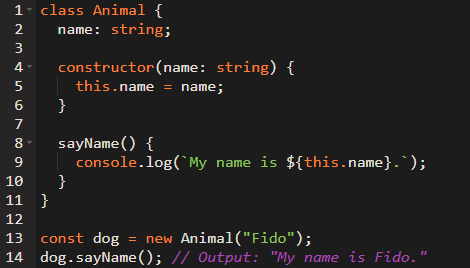 1 class Animal {
2   name: string;
3
4   constructor(name: string) {
5     this.name = name;
6   }
7
8   sayName() {
9     console.log(`My name is ${this.name}.`);
10   }
11 }
12
13 const dog = new Animal("Fido");
14 dog.sayName(); // Output: "My name is Fido."